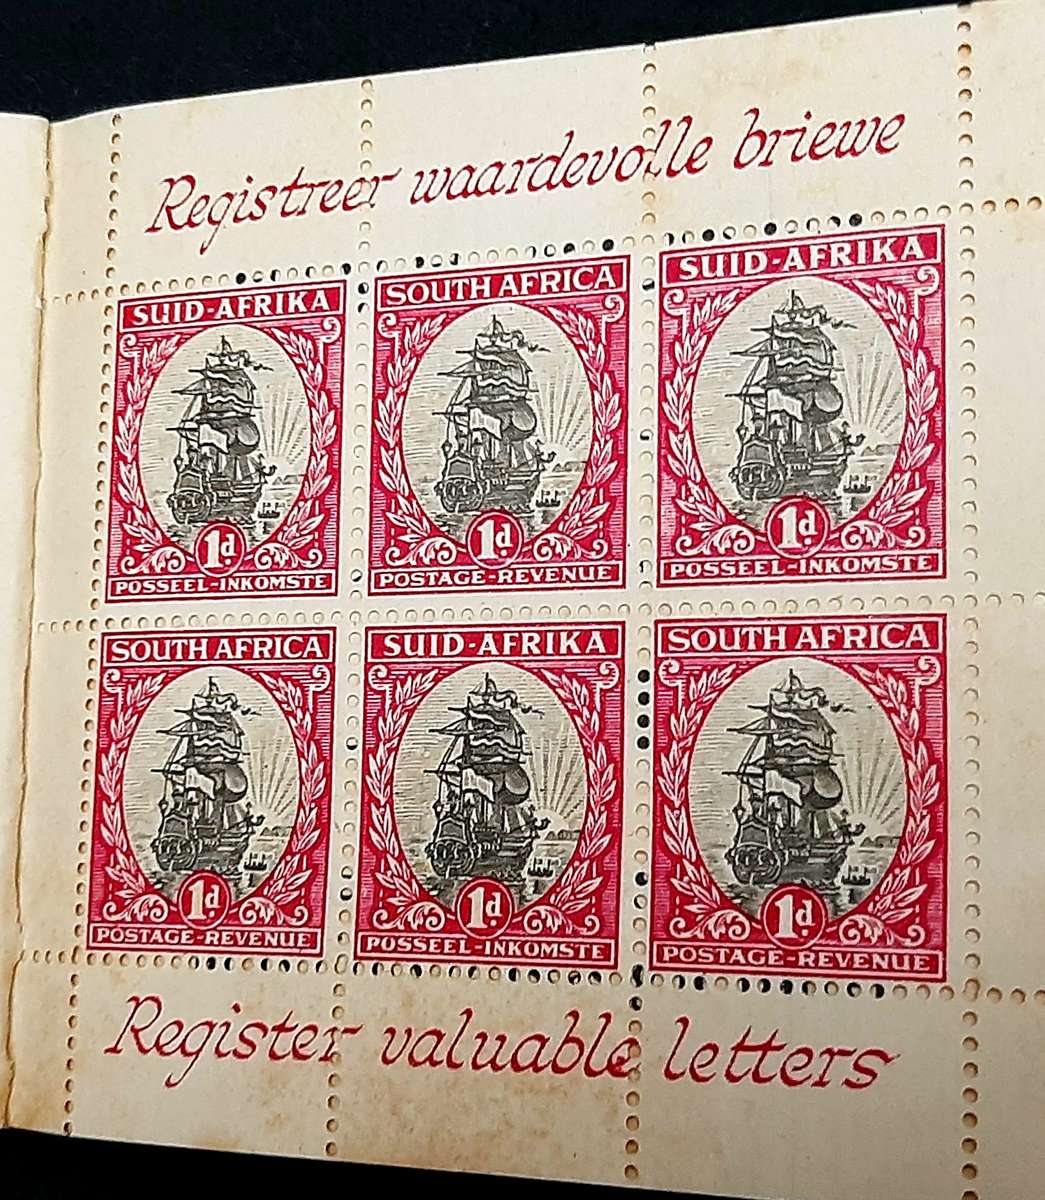 Registreer waardevolle briewe
SUID-AFRIKA
1d
POSSEEL-INKOMSTE
SOUTH AFRICA
1d
POSTAGE-REVENUE
SUID-AFRIKA
1d
POSSEEL-INKOMSTE
SOUTH AFRICA
1d
POSTAGE-REVENUE
SUID-AFRIKA
1d
POSSEEL-INKOMSTE
SOUTH AFRICA
1d
POSTAGE-REVENUE
Register valuable letters